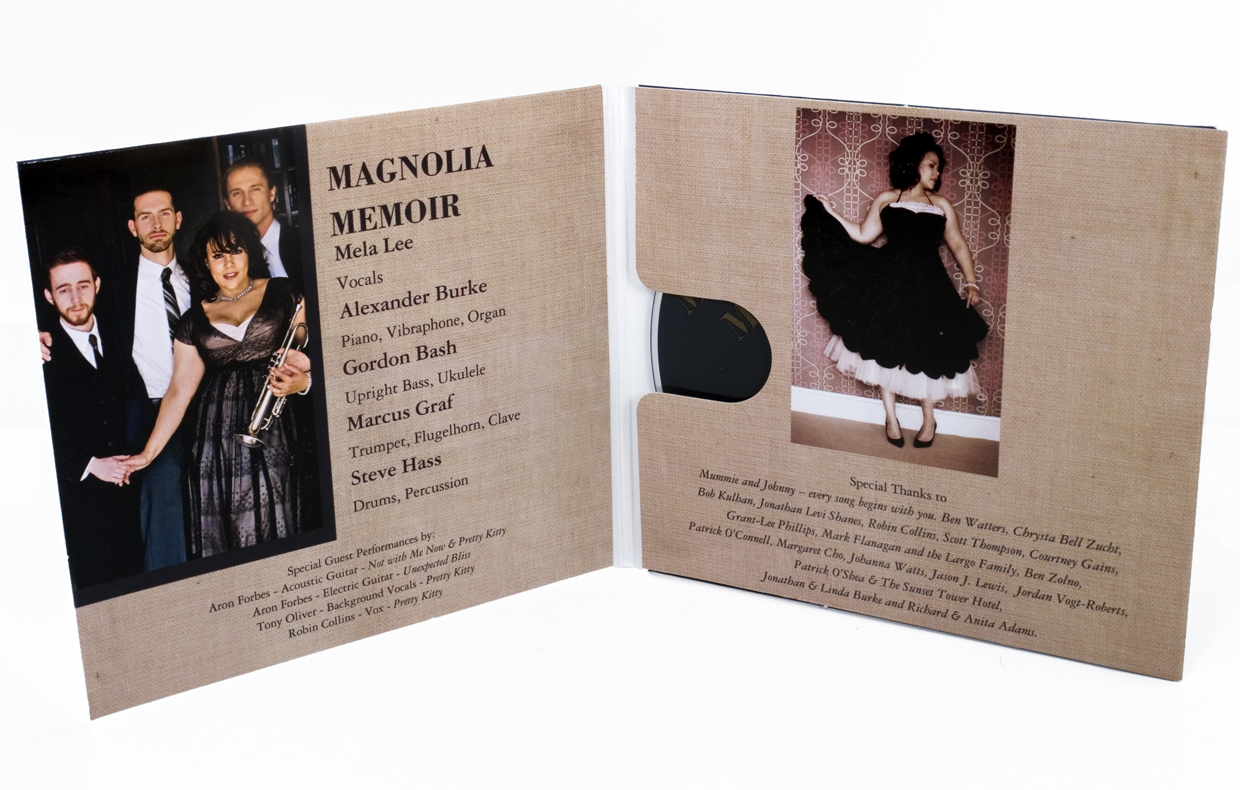 MAGNOLIA
MEMOIR
Mela Lee
Vocals
Alexander Burke
Piano, Vibraphone, Organ
Gordon Bash
Upright Bass, Ukulele
Marcus Graf
Trumpet, Flugelhorn, Clave
Steve Hass
Drums, Percussion
Special Guest Performances by:
Aron Forbes - Acoustic Guitar - Not with Me Now & Pretty Kitty
Aron Forbes - Electric Guitar - Unexpected Bliss
Tony Oliver - Background Vocals - Pretty Kitty
Robin Collins - Vox - Pretty Kitty
M
Special Thanks to
Mummie and Johnny – every song begins with you. Ben Watters, Chrysta Bell Zucht,
Bob Kulhan, Jonathan Levi Shanes, Robin Collins, Scott Thompson, Courtney Gains,
Grant-Lee Phillips, Mark Flanagan and the Largo Family, Ben Zolno,
Patrick O'Connell, Margaret Cho, Johanna Watts, Jason J. Lewis, Jordan Vogt-Roberts,
Patrick O'Shea & The Sunset Tower Hotel,
Jonathan & Linda Burke and Richard & Anita Adams.